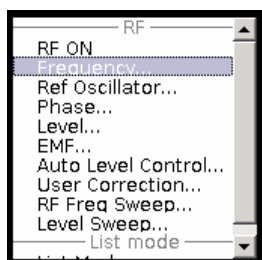 RF
RF ON
Frequency...
Ref Oscillator...
Phase...
Level...
EMF...
Auto Level Control...
User Correction...
RF Freq Sweep...
Level Sweep...
List mode